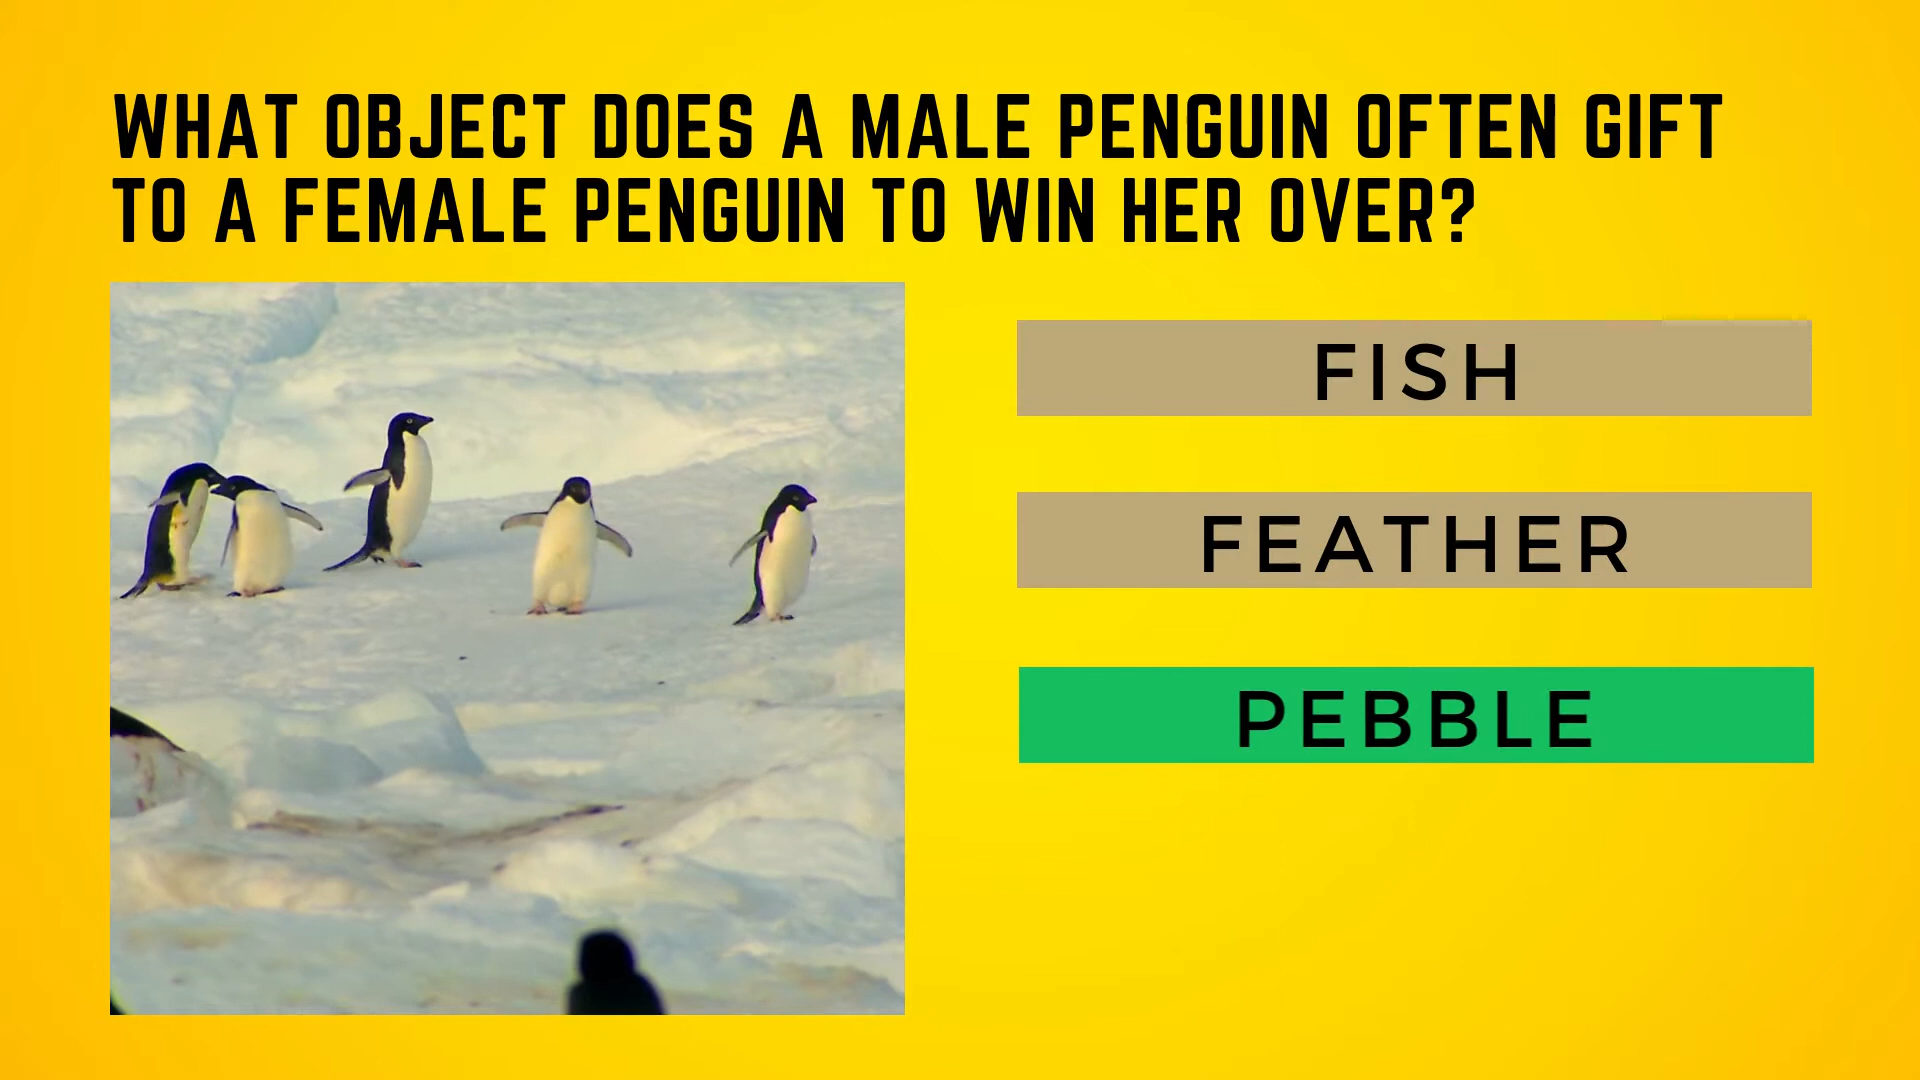 WHAT OBJECT DOES A MALE PENGUIN OFTEN GIFT
TO A FEMALE PENGUIN TO WIN HER OVER?
FISH
FEATHER
PEBBLE